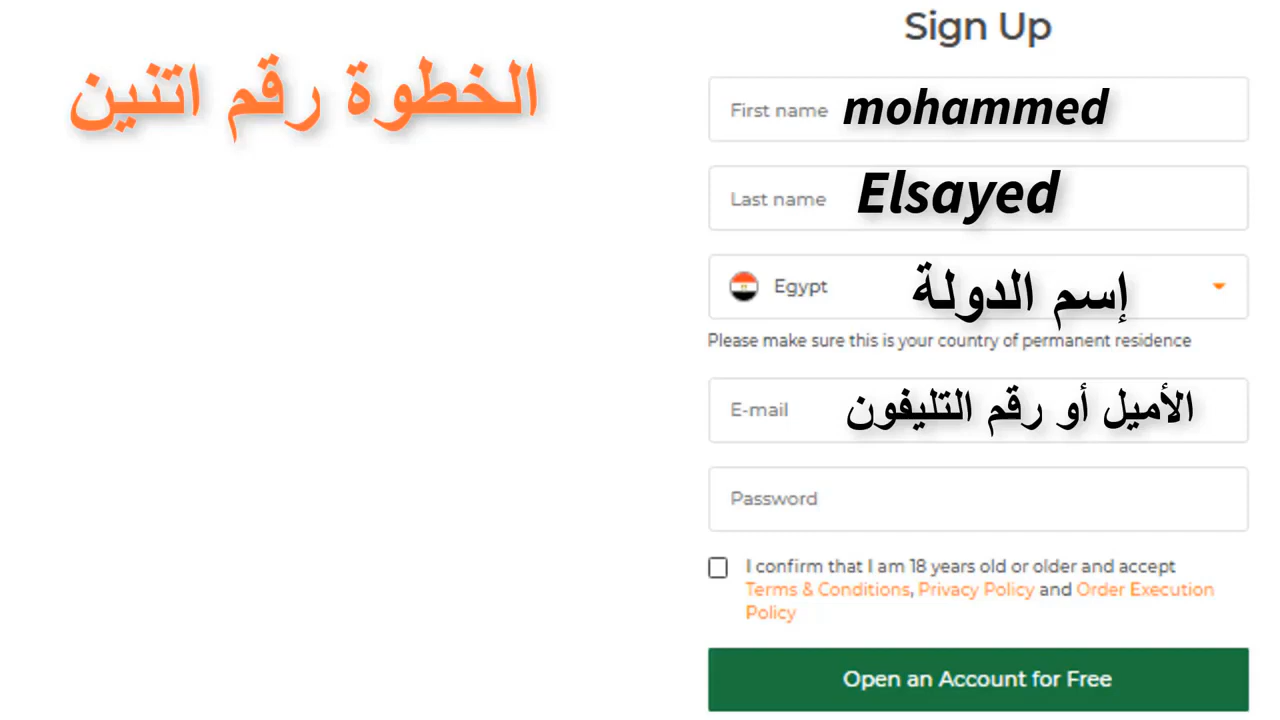 الخطوة رقم اتنين
Sign Up
First name mohammed
Last name Elsayed
Egypt إسم الدولة
Please make sure this is your country of permanent residence
E-mail الأميل أو رقم التليفون
Password
I confirm that I am 18 years old or older and accept
Terms & Conditions, Privacy Policy and Order Execution
Policy
Open an Account for Free